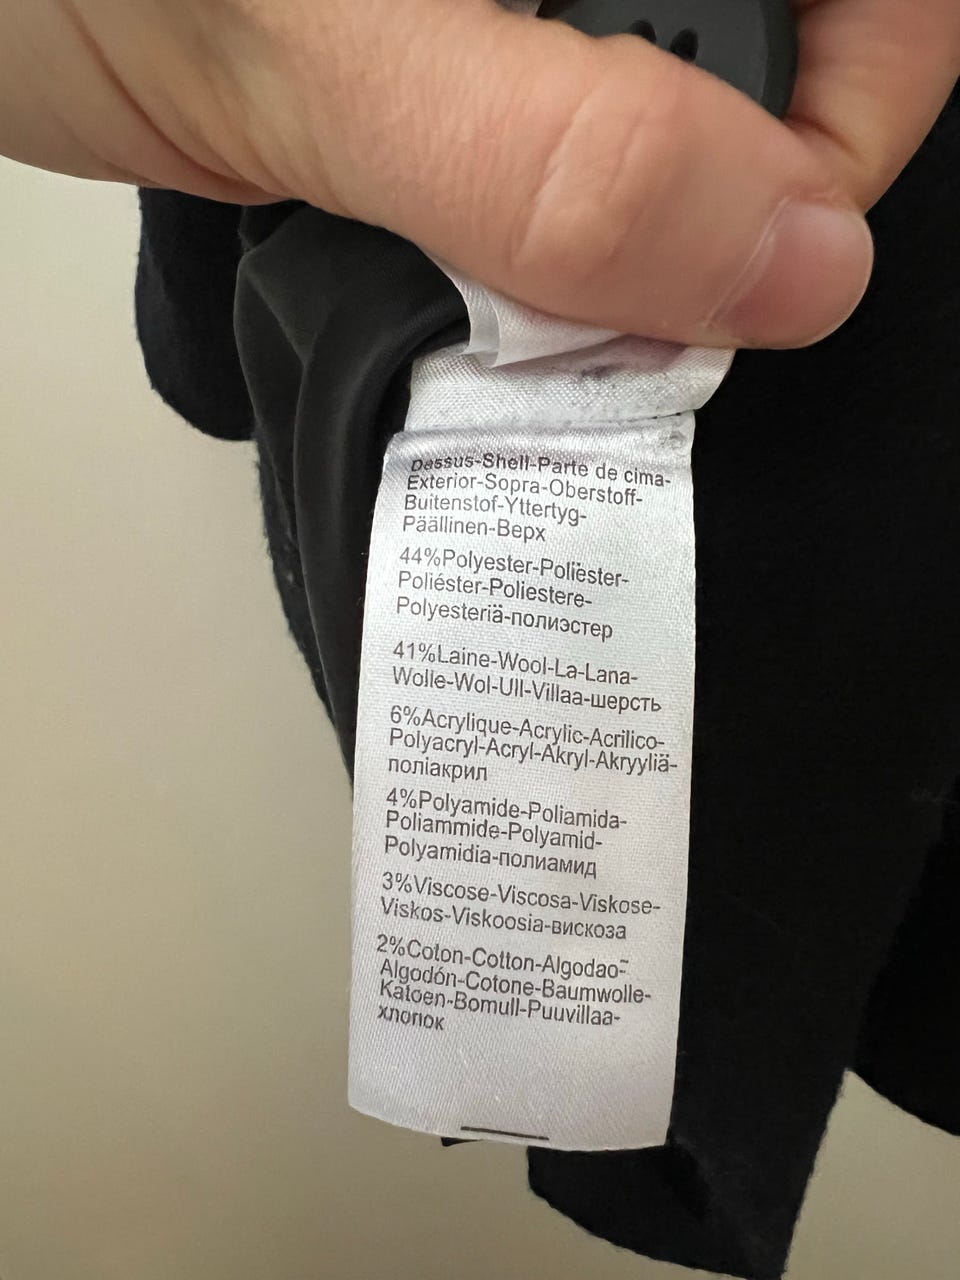 Dessus-Shell-Parte de cima-
Exterior-Sopra-Oberstoff-
Buitenstof-Yttertyg-
Päällinen-Верх
44%Polyester-Poliëster-
Poliéster-Poliestere-
Polyesteriä-полиэстер
41%Laine-Wool-La-Lana-
Wolle-Wol-Ull-Villaa-шерсть
6%Acrylique-Acrylic-Acrilico-
Polyacryl-Acryl-Akryl-Akryyliä-
поліакрил
4%Polyamide-Poliamida-
Poliammide-Polyamid-
Polyamidia-полиамид
3%Viscose-Viscosa-Viskose-
Viskos-Viskoosia-вискоза
2%Coton-Cotton-Algodao-
Algodón-Cotone-Baumwolle-
Katoen-Bomull-Puuvillaa-
хлопок